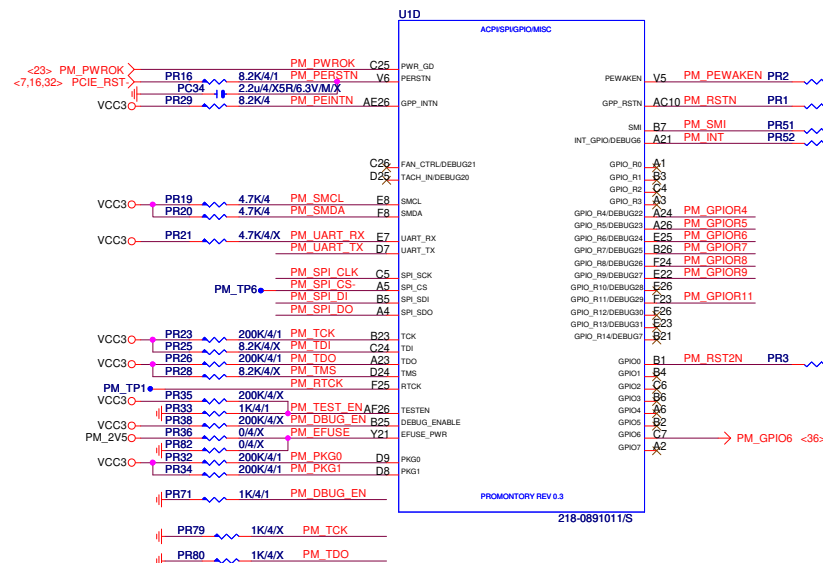 U1D
ACPI/SPI/GPIO/MISC
<23> PM_PWROK PM_PWROK C25 PWR_GD
<7,16,32> PCIE_RST- PR16 8.2K/4/1 PM_PERSTN V6 PERSTN PEWAKEN V5 PM_PEWAKEN PR2
PC34 2.2u/4/X5R/6.3V/M/X
VCC3 PR29 8.2K/4 PM_PEINTN AE26 GPP_INTN GPP_RSTN AC10 PM_RSTN PR1
SMI B7 PM_SMI PR51
INT_GPIO/DEBUG6 A21 PM_INT PR52
C26 FAN_CTRL/DEBUG21 GPIO_R0 A1
D26 TACH_IN/DEBUG20 GPIO_R1 B3
GPIO_R2 C4
VCC3 PR19 4.7K/4 PM_SMCL E8 SMCL GPIO_R3 A3
PR20 4.7K/4 PM_SMDA F8 SMDA GPIO_R4/DEBUG22 A24 PM_GPIOR4
GPIO_R5/DEBUG23 A26 PM_GPIOR5
VCC3 PR21 4.7K/4/X PM_UART_RX E7 UART_RX GPIO_R6/DEBUG24 E25 PM_GPIOR6
PM_UART_TX D7 UART_TX GPIO_R7/DEBUG25 B26 PM_GPIOR7
GPIO_R8/DEBUG26 F24 PM_GPIOR8
PM_SPI_CLK C5 SPI_SCK GPIO_R9/DEBUG27 E22 PM_GPIOR9
PM_TP6 PM_SPI_CS- A5 SPI_CS GPIO_R10/DEBUG28 E26
PM_SPI_DI B5 SPI_SDI GPIO_R11/DEBUG29 F23 PM_GPIOR11
PM_SPI_DO A4 SPI_SDO GPIO_R12/DEBUG30 F26
GPIO_R13/DEBUG31 E23
VCC3 PR23 200K/4/1 PM_TCK B23 TCK GPIO_R14/DEBUG7 B21
PR25 8.2K/4/X PM_TDI C24 TDI
VCC3 PR26 200K/4/1 PM_TDO A23 TDO GPIO0 B1 PM_RST2N PR3
PR28 8.2K/4/X PM_TMS D24 TMS GPIO1 B4
PM_TP1 PM_RTCK F25 RTCK GPIO2 C6
VCC3 PR35 200K/4/X GPIO3 B6
PR33 1K/4/1 PM_TEST_EN AF26 TESTEN GPIO4 A6
VCC3 PR38 200K/4/X PM_DBUG_EN B25 DEBUG_ENABLE GPIO5 B2
PM_2V5 PR36 0/4/X PM_EFUSE Y21 EFUSE_PWR GPIO6 C7 PM_GPIO6 <36>
PR82 0/4/X GPIO7 A2
VCC3 PR32 200K/4/1 PM_PKG0 D9 PKG0
PR34 200K/4/1 PM_PKG1 D8 PKG1
PR71 1K/4/1 PM_DBUG_EN
PROMONTORY REV 0.3
218-0891011/S
PR79 1K/4/X PM_TCK
PR80 1K/4/X PM_TDO